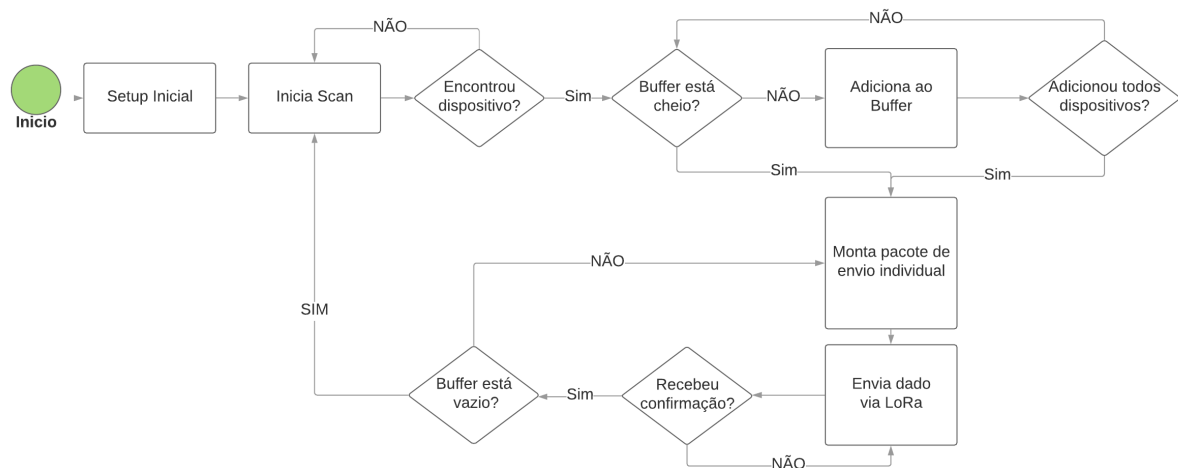 NÃO
NÃO
Inicio
Setup Inicial
Inicia Scan
Encontrou
dispositivo?
Sim
Buffer está
cheio?
NÃO
Adiciona ao
Buffer
Adicionou todos
dispositivos?
Sim
Sim
Monta pacote de
envio individual
NÃO
SIM
Buffer está
vazio?
Sim
Recebeu
confirmação?
Envia dado
via LoRa
NÃO